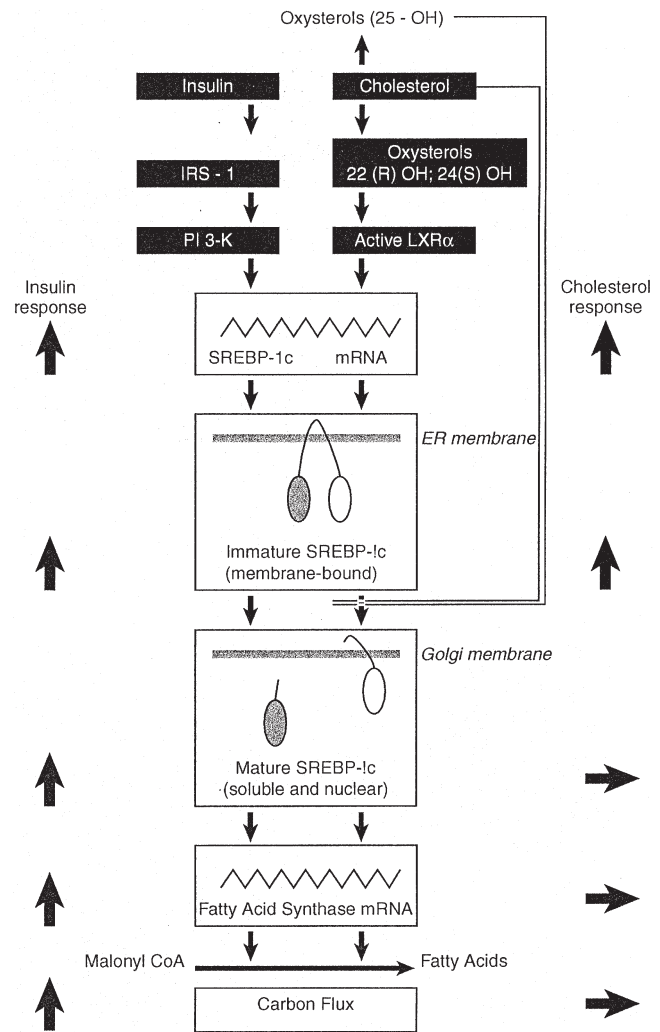 Oxysterols (25 - OH)
Insulin
Cholesterol
Oxysterols
22 (R) OH; 24(S) OH
IRS - 1
PI 3-K
Active LXRα
Insulin
response
Cholesterol
response
SREBP-1c
mRNA
ER membrane
Immature SREBP-!c
(membrane-bound)
Golgi membrane
Mature SREBP-!c
(soluble and nuclear)
Fatty Acid Synthase mRNA
Malonyl CoA
Fatty Acids
Carbon Flux